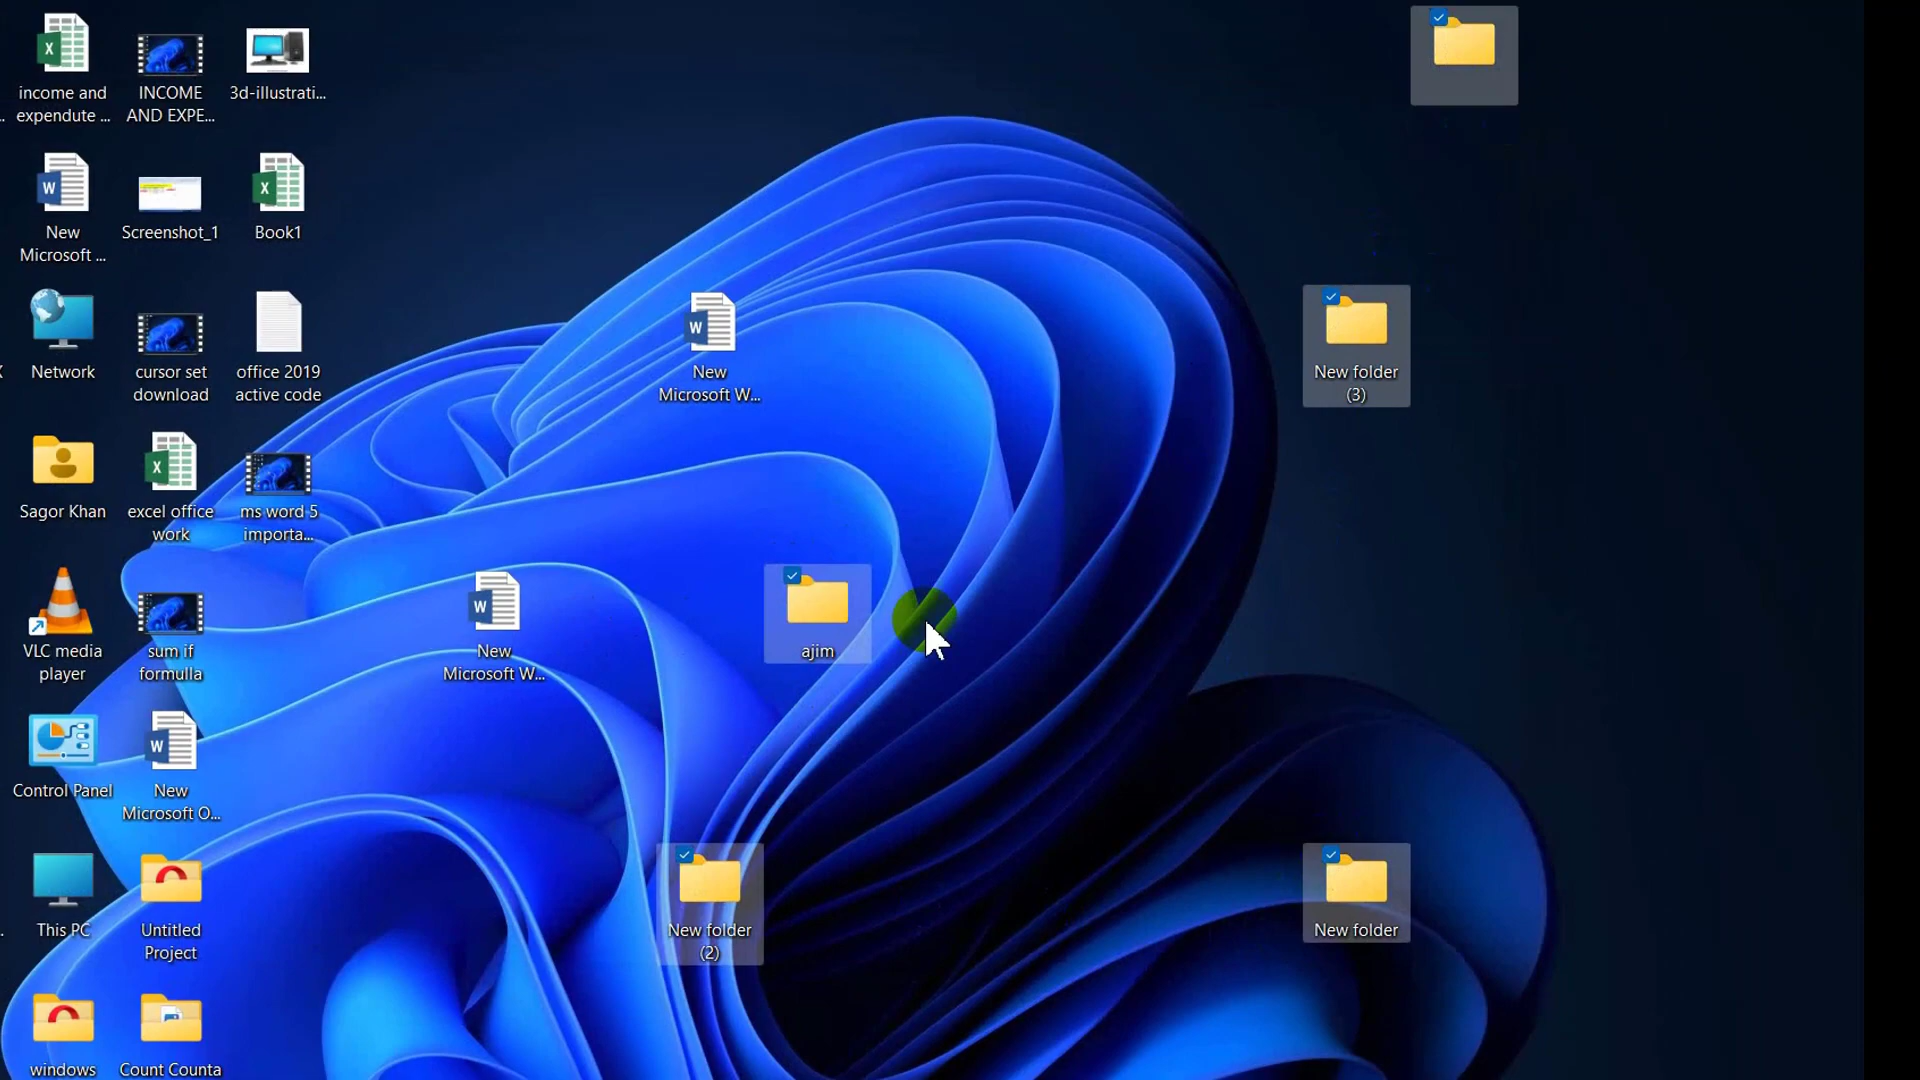 income and
expendute ...
INCOME
AND EXPE...
3d-illustrati...
New
Microsoft ...
Screenshot_1
Book1
Network
cursor set
download
office 2019
active code
New
Microsoft W...
New folder
(3)
Sagor Khan
excel office
work
ms word 5
importa...
VLC media
player
sum if
formulla
New
Microsoft W...
ajim
Control Panel
New
Microsoft O...
This PC
Untitled
Project
New folder
(2)
New folder
windows
Count Counta